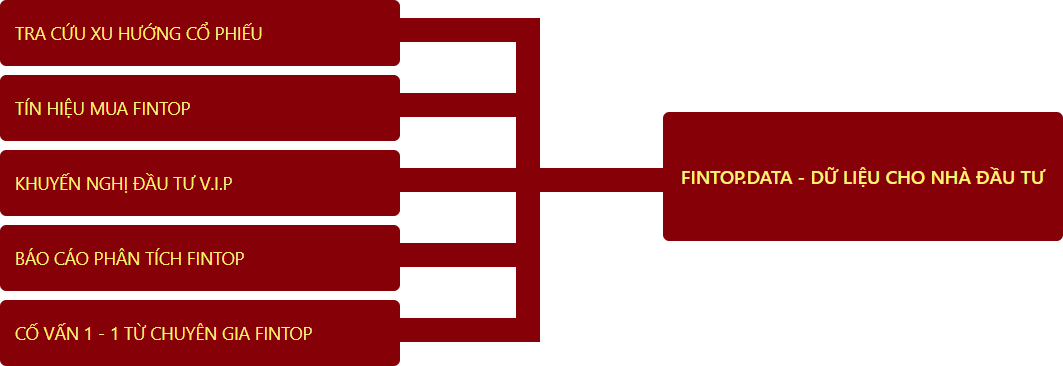 TRA CỨU XU HƯỚNG CỔ PHIẾU
TÍN HIỆU MUA FINTOP
KHUYẾN NGHỊ ĐẦU TƯ V.I.P
BÁO CÁO PHÂN TÍCH FINTOP
CỐ VẤN 1 - 1 TỪ CHUYÊN GIA FINTOP
FINTOP.DATA - DỮ LIỆU CHO NHÀ ĐẦU TƯ